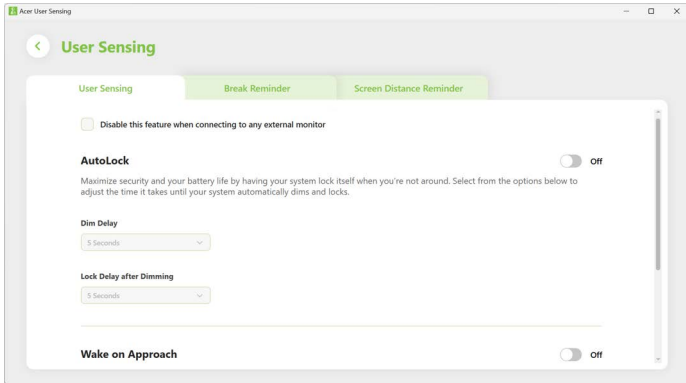 Acer User Sensing
User Sensing
User Sensing
Break Reminder
Screen Distance Reminder
Disable this feature when connecting to any external monitor
AutoLock
Off
Maximize security and your battery life by having your system lock itself when you're not around. Select from the options below to
adjust the time it takes until your system automatically dims and locks.
Dim Delay
5 Seconds
Lock Delay after Dimming
5 Seconds
Wake on Approach
Off